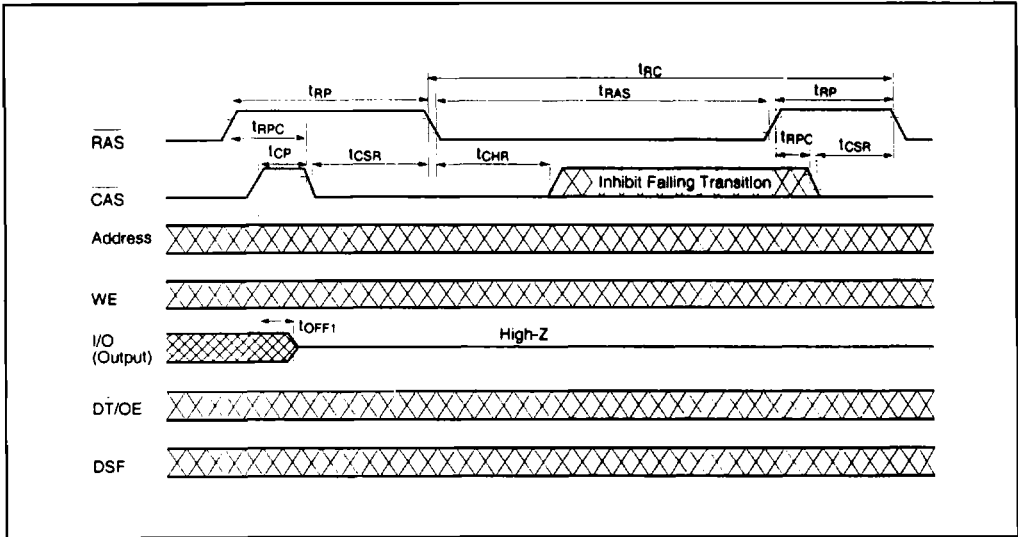 tRC
tRP tRAS tRP
RAS
tRPC tRPC
tCP tCSR tCHR tCSR
CAS
Inhibit Falling Transition
Address
WE
tOFF1
I/O
(Output)
High-Z
DT/OE
DSF